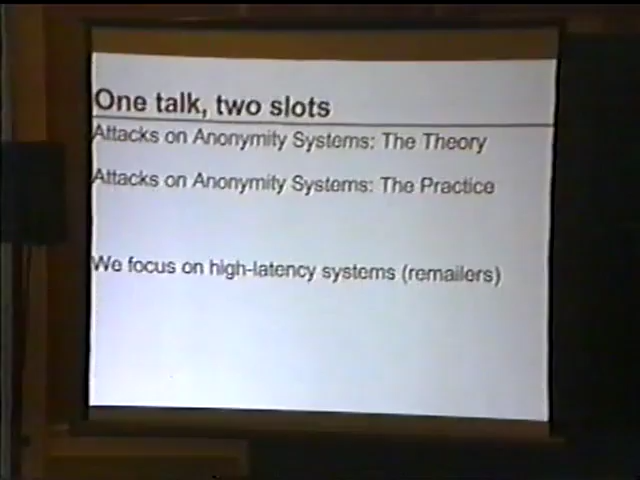 One talk, two slots
Attacks on Anonymity Systems: The Theory
Attacks on Anonymity Systems: The Practice
We focus on high-latency systems (remailers)